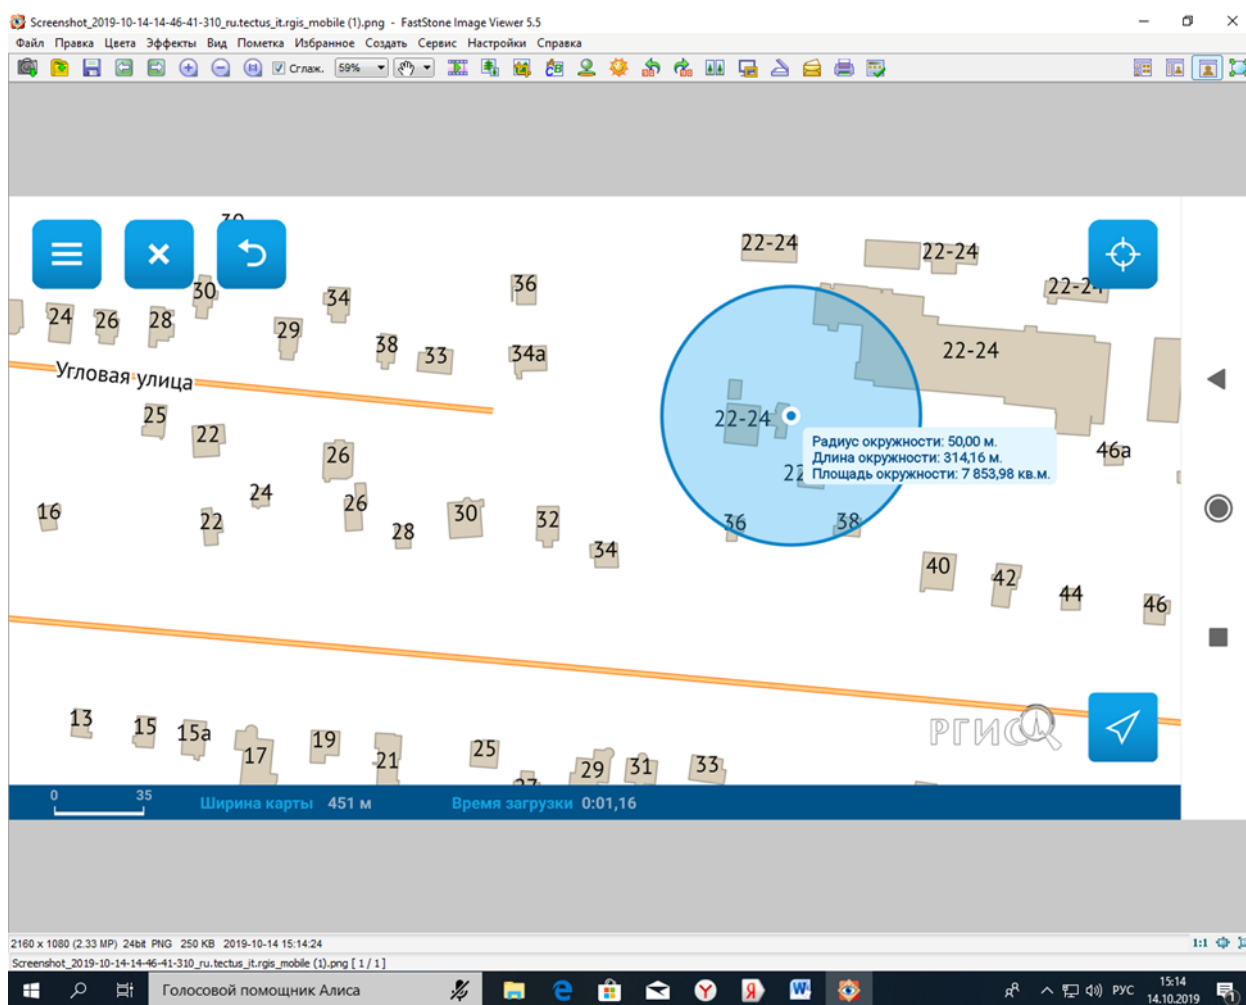 Screenshot_2019-10-14-14-46-41-310_ru.tectus_it.rgis_mobile (1).png - FastStone Image Viewer 5.5
Файл Правка Цвета Эффекты Вид Пометка Избранное Создать Сервис Настройки Справка
Сглаж. 59%
30
22-24
22-24
22-24
30
34
36
24
26
28
29
38
33
34а
22-24
Угловая улица
25
22
26
22-24
46а
Радиус окружности: 50,00 м.
Длина окружности: 314,16 м.
Площадь окружности: 7 853,98 кв.м.
22
24
26
16
22
28
30
32
34
36
38
40
42
44
46
13
15
15а
17
19
21
25
27
29
31
33
РГИС
0 35
Ширина карты 451 м
Время загрузки 0:01,16
2160 x 1080 (2.33 MP) 24bit PNG 250 KB 2019-10-14 15:14:24
1:1
Screenshot_2019-10-14-14-46-41-310_ru.tectus_it.rgis_mobile (1).png [ 1 / 1 ]
Голосовой помощник Алиса
РУС
15:14
14.10.2019